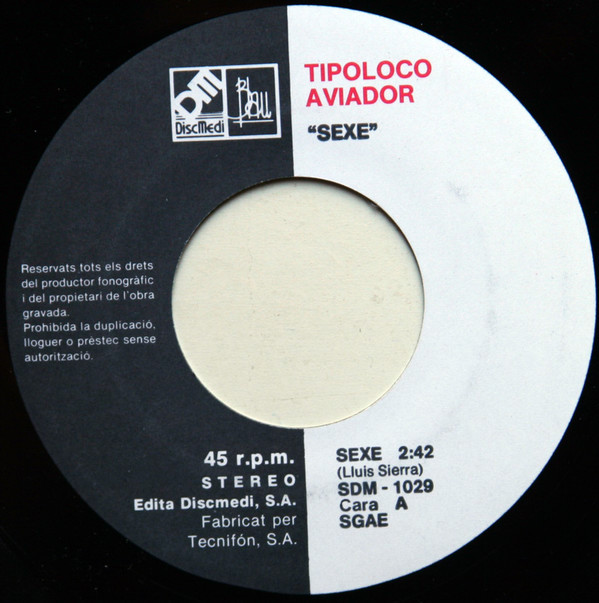 DM
DiscMedi
Blau
TIPOLOCO
AVIADOR
“SEXE”
Reservats tots els drets
del productor fonogràfic
i del propietari de l’obra
gravada.
Prohibida la duplicació,
lloguer o prèstec sense
autorització.
45 r.p.m.
STEREO
Edita Discmedi, S.A.
Fabricat per
Tecnifón, S.A.
SEXE 2:42
(Lluis Sierra)
SDM - 1029
Cara A
SGAE